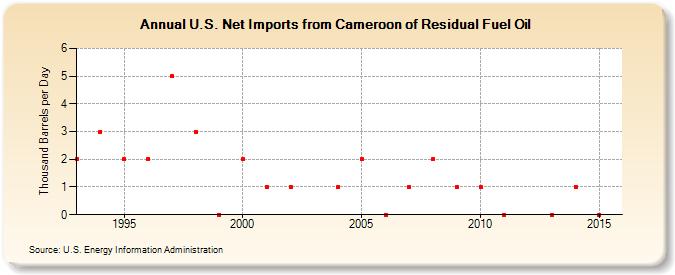 Annual U.S. Net Imports from Cameroon of Residual Fuel Oil
Thousand Barrels per Day
6
5
4
3
2
1
0
1995 2000 2005 2010 2015
Source: U.S. Energy Information Administration